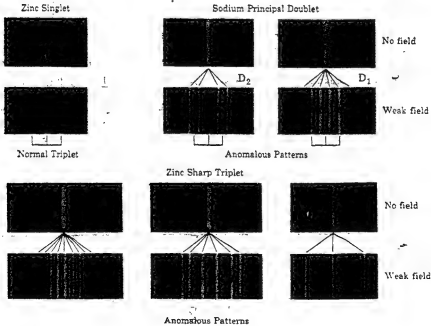 Zinc Singlet
Sodium Principal Doublet
No field
D2
D1
Weak field
Normal Triplet
Anomalous Patterns
Zinc Sharp Triplet
No field
Weak field
Anomalous Patterns